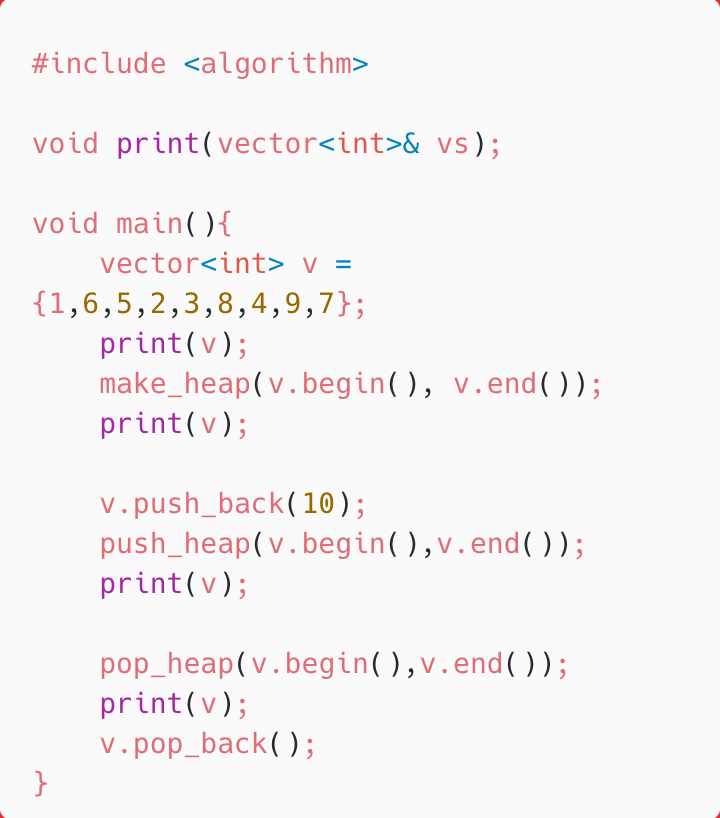 #include <algorithm>
void print(vector<int>& vs);
void main(){
    vector<int> v =
{1,6,5,2,3,8,4,9,7};
    print(v);
    make_heap(v.begin(), v.end());
    print(v);
    v.push_back(10);
    push_heap(v.begin(),v.end());
    print(v);
    pop_heap(v.begin(),v.end());
    print(v);
    v.pop_back();
}